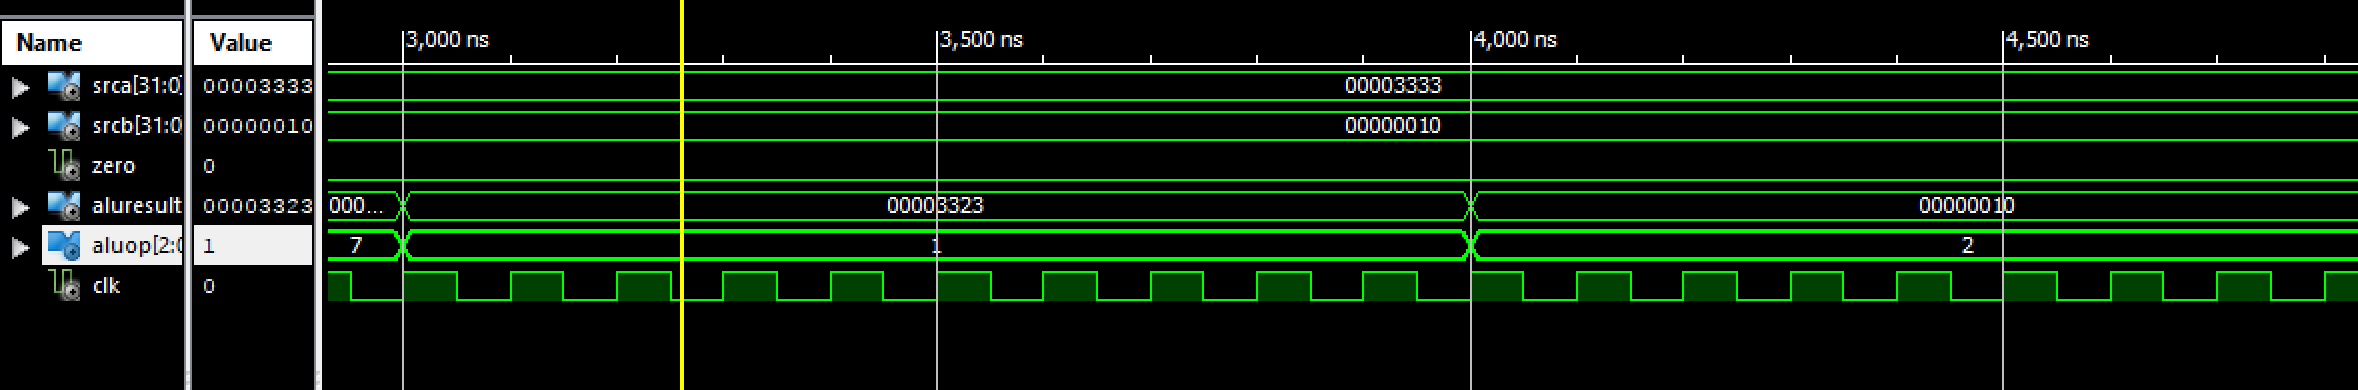 Name Value 3,000 ns 3,500 ns 4,000 ns 4,500 ns
srca[31:0] 00003333 00003333
srcb[31:0 00000010 00000010
zero 0
aluresult 00003323 000... 00003323 00000010
aluop[2:0 1 7 1 2
clk 0